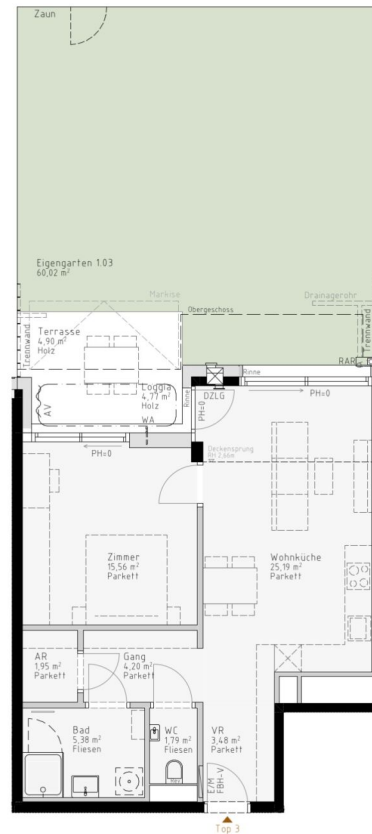 Zaun
Eigengarten 1.03
60,02 m²
Markise
Drainagerohr
Obergeschoss
Trennwand
Terrasse
4,90 m²
Holz
Trennwand
RAR
Rinne
Loggia
4,77 m²
Holz
AV
WA
Rinne
DZLG
PH=0
PH=0
PH=0
Deckensprung
RH 2,66m
Zimmer
15,56 m²
Parkett
Wohnküche
25,19 m²
Parkett
AR
1,95 m²
Parkett
Gang
4,20 m²
Parkett
Bad
5,38 m²
Fliesen
WC
1,79 m²
Fliesen
VR
3,48 m²
Parkett
E/M
FBH-V
Top 3